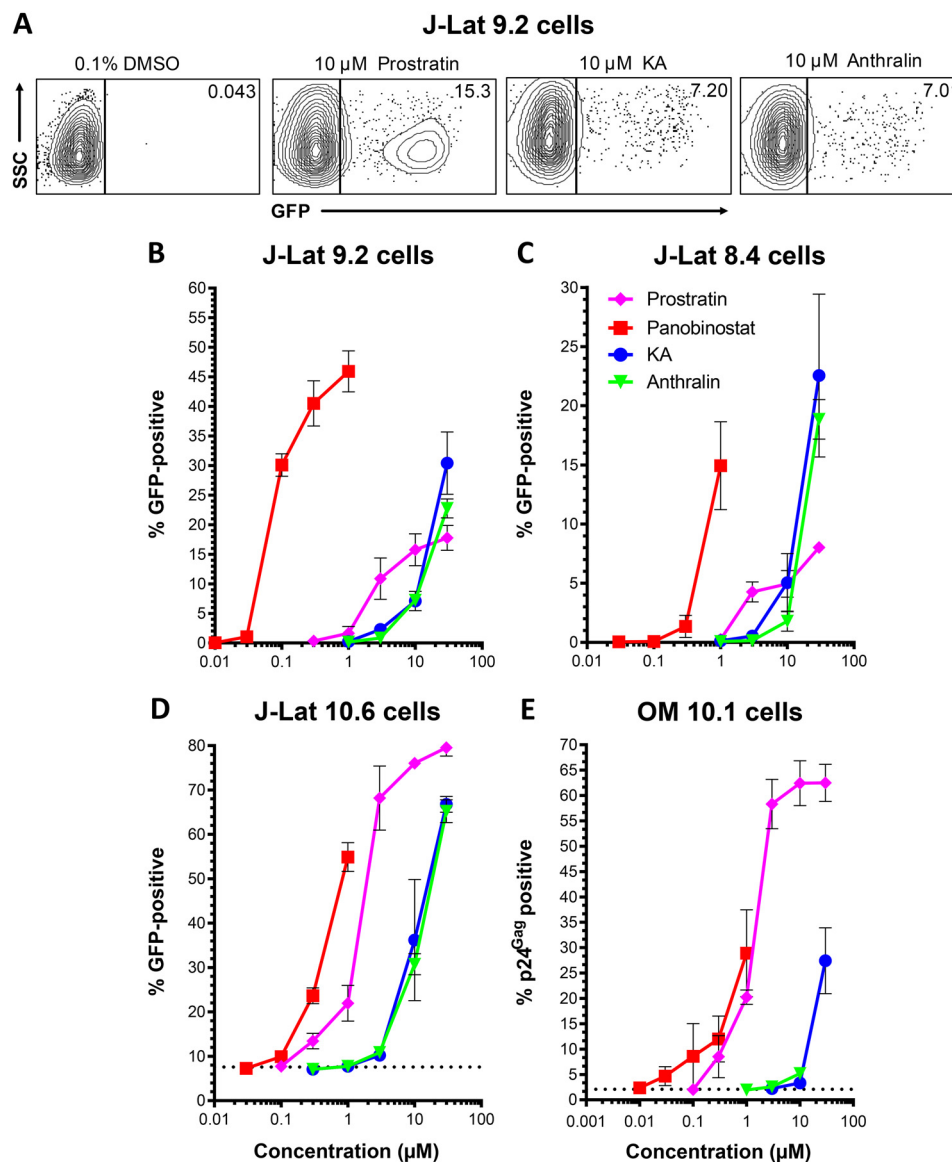 A
J-Lat 9.2 cells
0.1% DMSO
10 µM Prostratin
10 µM KA
10 µM Anthralin
0.043
15.3
7.20
7.0
SSC
GFP
B
J-Lat 9.2 cells
% GFP-positive
60
55
50
45
40
35
30
25
20
15
10
5
0
0.01 0.1 1 10 100
C
J-Lat 8.4 cells
% GFP-positive
30
25
20
15
10
5
0
0.01 0.1 1 10 100
Prostratin
Panobinostat
KA
Anthralin
D
J-Lat 10.6 cells
% GFP-positive
80
70
60
50
40
30
20
10
0
0.01 0.1 1 10 100
Concentration (µM)
E
OM 10.1 cells
% p24Gag positive
70
65
60
55
50
45
40
35
30
25
20
15
10
5
0
0.001 0.01 0.1 1 10 100
Concentration (µM)